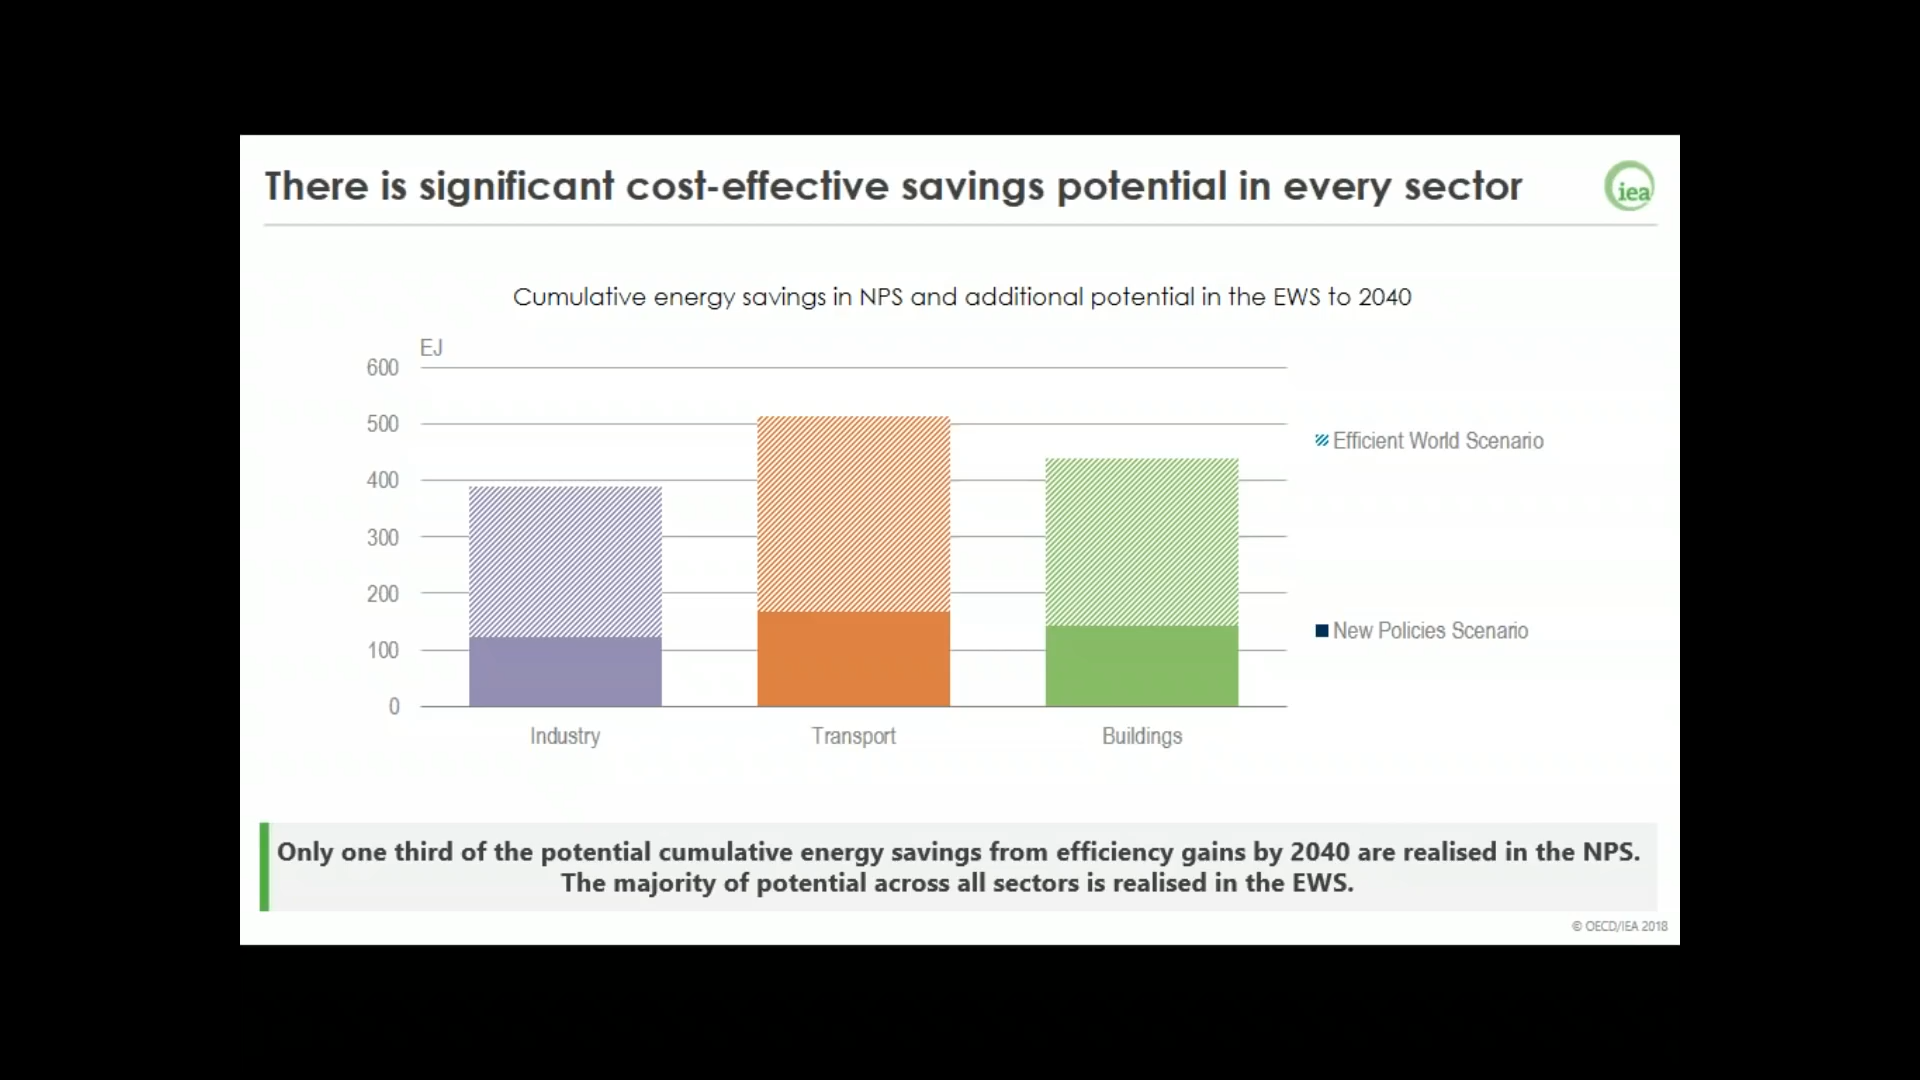 There is significant cost-effective savings potential in every sector
iea
Cumulative energy savings in NPS and additional potential in the EWS to 2040
EJ
600
500
400
300
200
100
0
Industry
Transport
Buildings
Efficient World Scenario
New Policies Scenario
Only one third of the potential cumulative energy savings from efficiency gains by 2040 are realised in the NPS.
The majority of potential across all sectors is realised in the EWS.
© OECD/IEA 2018